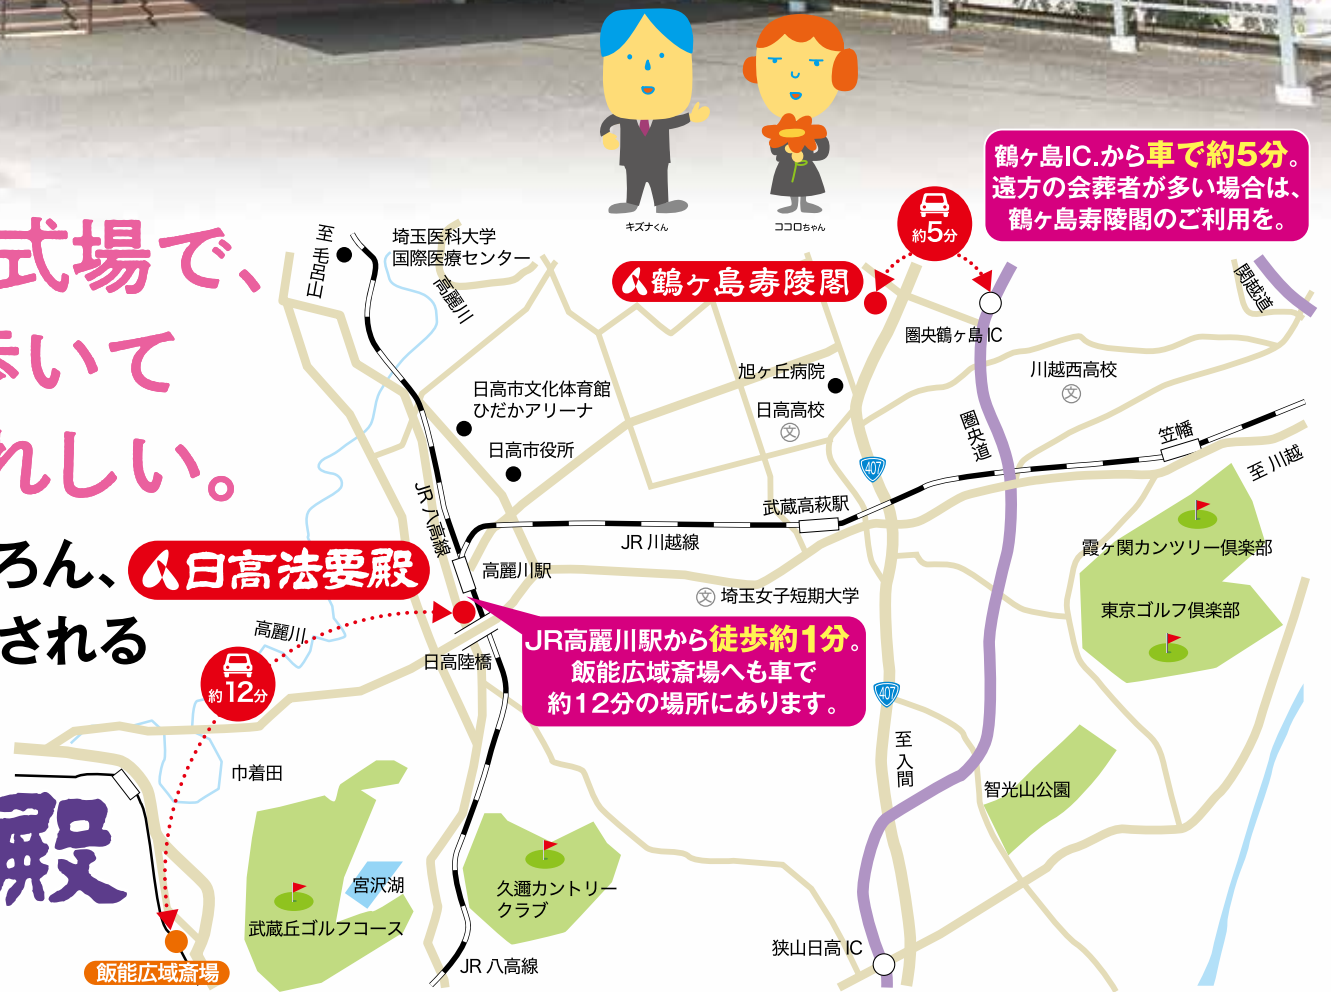 キズナくん
ココロちゃん
鶴ヶ島IC.から車で約5分。
遠方の会葬者が多い場合は、
鶴ヶ島寿陵閣のご利用を。
約5分
鶴ヶ島寿陵閣
式場で、
歩いて
れしい。
ろん、
日高法要殿
される
殿
至毛呂山
埼玉医科大学
国際医療センター
高麗川
関越道
圏央鶴ヶ島IC
旭ヶ丘病院
川越西高校
文
日高市文化体育館
ひだかアリーナ
日高高校
文
日高市役所
圏央道
笠幡
至川越
407
JR八高線
武蔵高萩駅
JR川越線
霞ヶ関カンツリー倶楽部
高麗川駅
文
埼玉女子短期大学
東京ゴルフ倶楽部
高麗川
JR高麗川駅から徒歩約1分。
飯能広域斎場へも車で
約12分の場所にあります。
日高陸橋
約12分
407
至入間
巾着田
智光山公園
宮沢湖
久邇カントリー
クラブ
武蔵丘ゴルフコース
狭山日高IC
JR八高線
飯能広域斎場